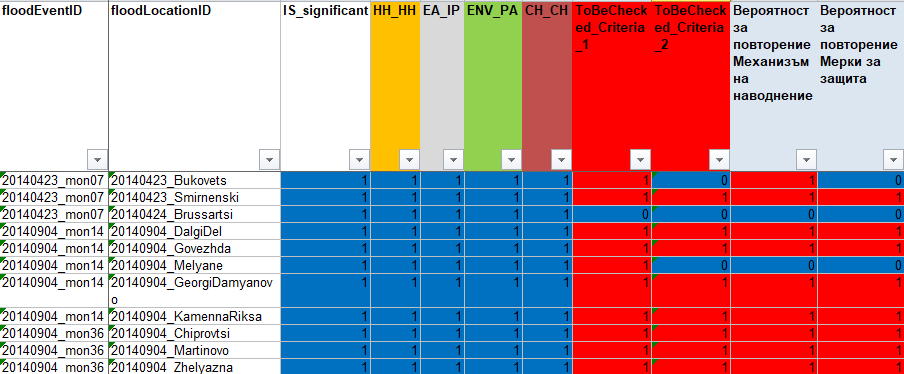 floodEventID
floodLocationID
IS_significant
HH_HH
EA_IP
ENV_PA
CH_CH
ToBeCheck
ed_Criteria
_1
ToBeCheck
ed_Criteria
_2
Вероятност
за
повторение
Механизъм
на
наводнение
Вероятност
за
повторение
Мерки за
защита
20140423_mon07 20140423_Bukovets 1 1 1 1 1 1 0 1 0
20140423_mon07 20140423_Smirnenski 1 1 1 1 1 1 1 1 1
20140423_mon07 20140424_Brussartsi 1 1 1 1 1 0 0 0 0
20140904_mon14 20140904_DalgiDel 1 1 1 1 1 1 1 1 1
20140904_mon14 20140904_Govezhda 1 1 1 1 1 1 1 1 1
20140904_mon14 20140904_Melyane 1 1 1 1 1 1 0 0 0
20140904_mon14 20140904_GeorgiDamyanov 1 1 1 1 1 1 1 1 1
o
20140904_mon14 20140904_KamennaRiksa 1 1 1 1 1 1 1 1 1
20140904_mon36 20140904_Chiprovtsi 1 1 1 1 1 1 1 1 1
20140904_mon36 20140904_Martinovo 1 1 1 1 1 1 1 1 1
20140904_mon36 20140904_Zhelyazna 1 1 1 1 1 1 1 1 1